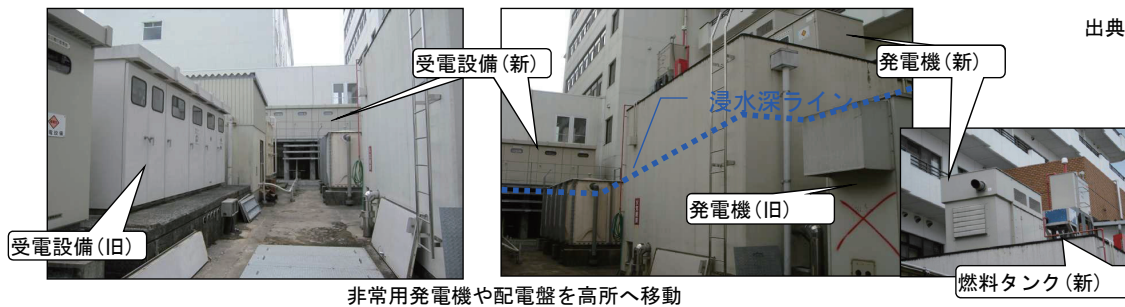 出典
受電設備(新)
発電機(新)
浸水深ライン
受電設備(旧)
発電機(旧)
燃料タンク(新)
非常用発電機や配電盤を高所へ移動